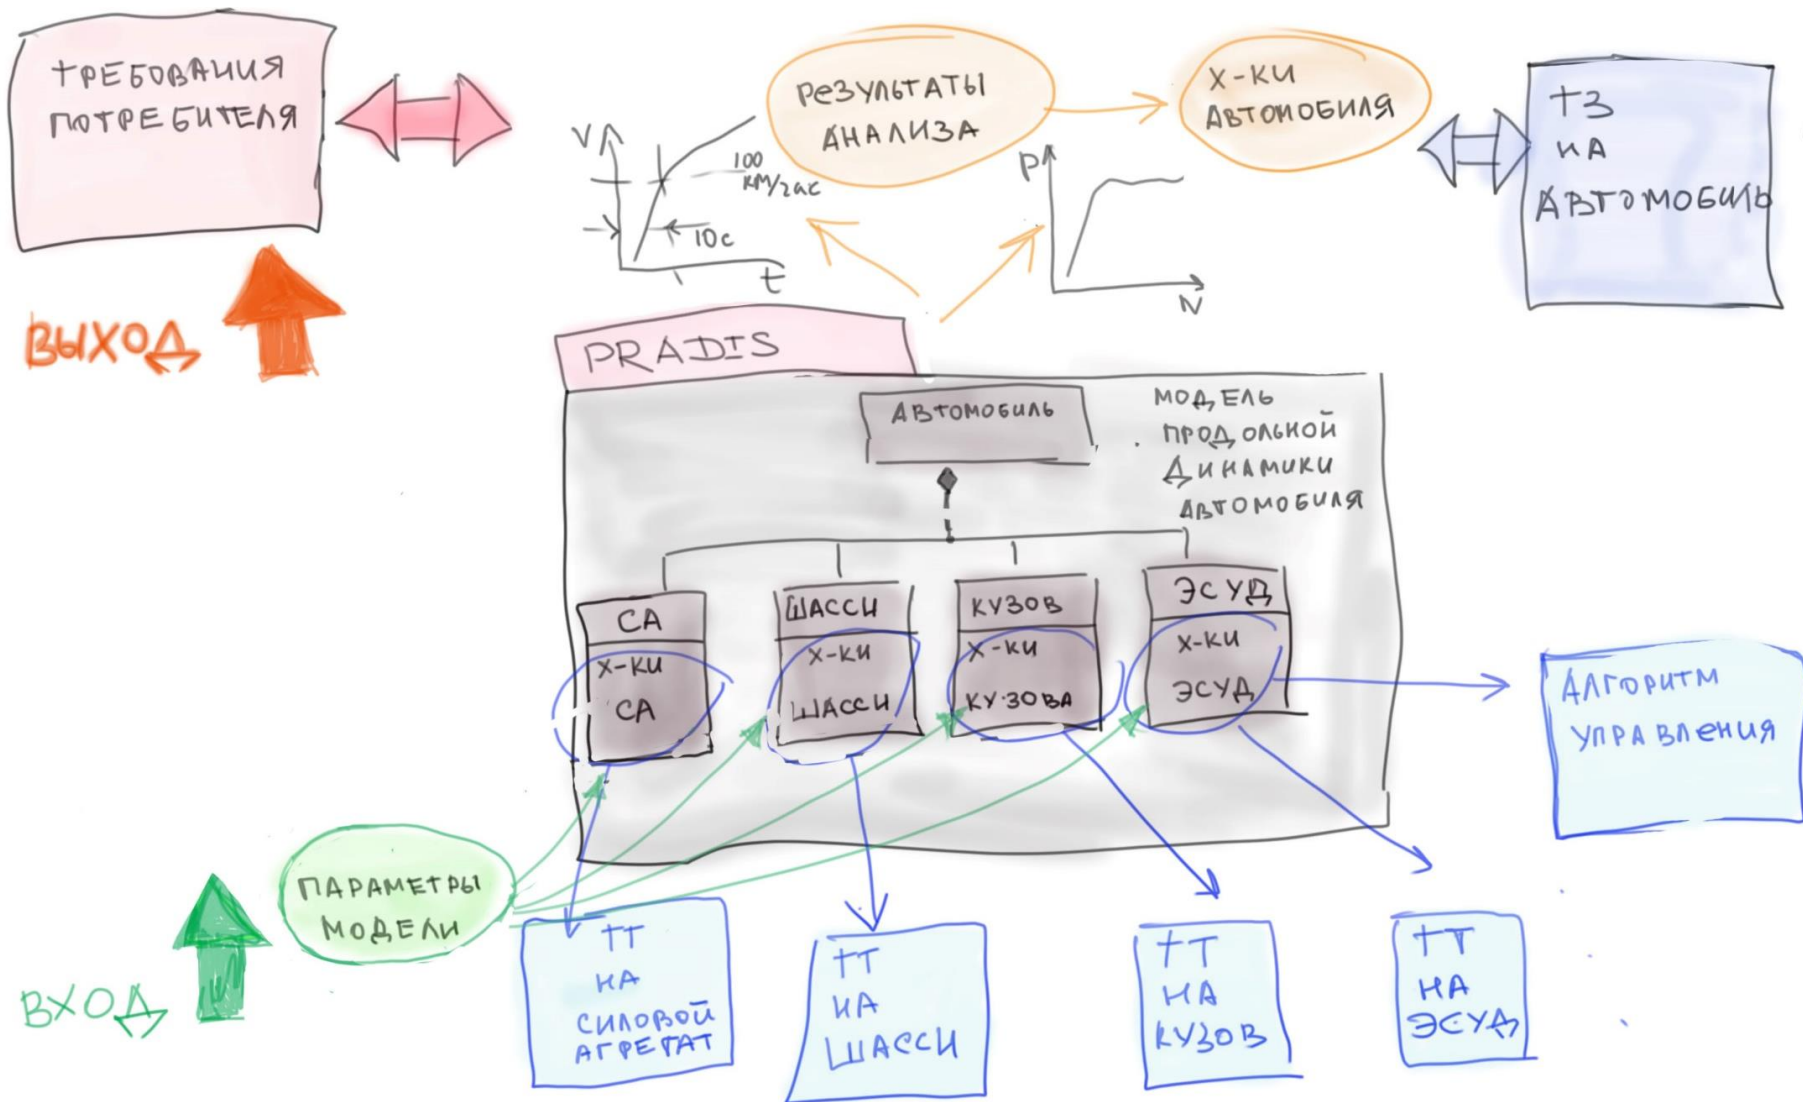 ТРЕБОВАНИЯ
ПОТРЕБИТЕЛЯ
V
100
КМ/час
10с
t
РЕЗУЛЬТАТЫ
АНАЛИЗА
P
N
Х-КИ
АВТОМОБИЛЯ
ТЗ
НА
АВТОМОБИЛЬ
ВЫХОД
PRADIS
АВТОМОБИЛЬ
МОДЕЛЬ
ПРОДОЛЬНОЙ
ДИНАМИКИ
АВТОМОБИЛЯ
СА
Х-КИ
СА
ШАССИ
Х-КИ
ШАССИ
КУЗОВ
Х-КИ
КУЗОВА
ЭСУД
Х-КИ
ЭСУД
АЛГОРИТМ
УПРАВЛЕНИЯ
ПАРАМЕТРЫ
МОДЕЛИ
ВХОД
ТТ
НА
СИЛОВОЙ
АГРЕГАТ
ТТ
НА
ШАССИ
ТТ
НА
КУЗОВ
ТТ
НА
ЭСУД